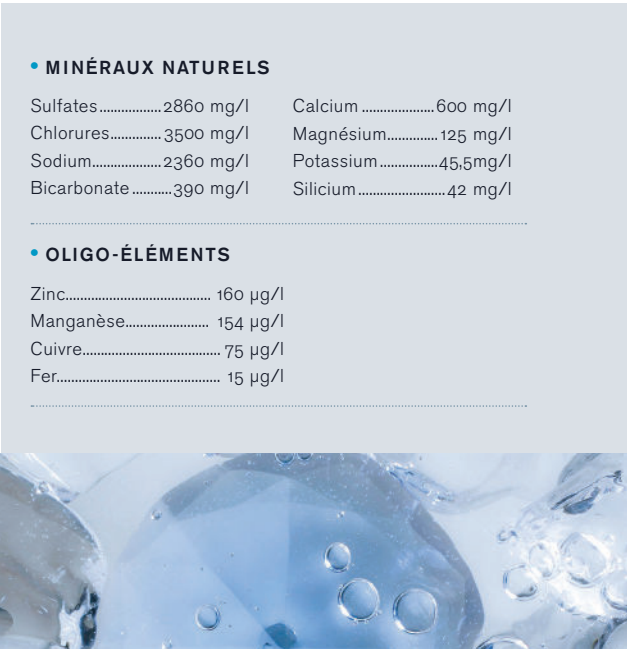 • MINÉRAUX NATURELS
Sulfates................2860 mg/l
Chlorures.............3500 mg/l
Sodium..................2360 mg/l
Bicarbonate..........390 mg/l
Calcium...................600 mg/l
Magnésium.............125 mg/l
Potassium...............45,5mg/l
Silicium.......................42 mg/l
• OLIGO-ÉLÉMENTS
Zinc....................................... 160 µg/l
Manganèse...................... 154 µg/l
Cuivre..................................... 75 µg/l
Fer............................................ 15 µg/l